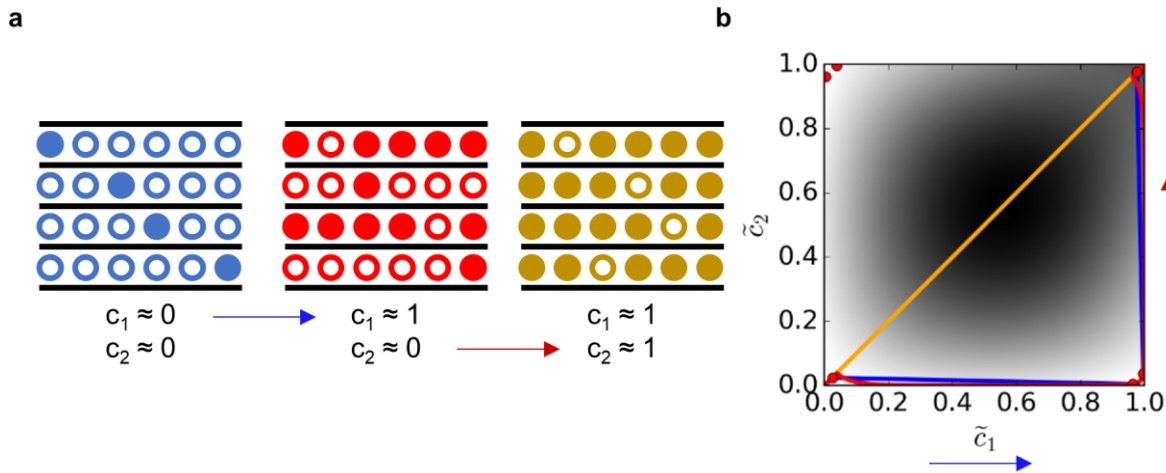 a
c₁ ≈ 0
c₂ ≈ 0
c₁ ≈ 1
c₂ ≈ 0
c₁ ≈ 1
c₂ ≈ 1
b
1.0
0.8
0.6
0.4
0.2
0.0
c̃₂
0.0 0.2 0.4 0.6 0.8 1.0
c̃₁